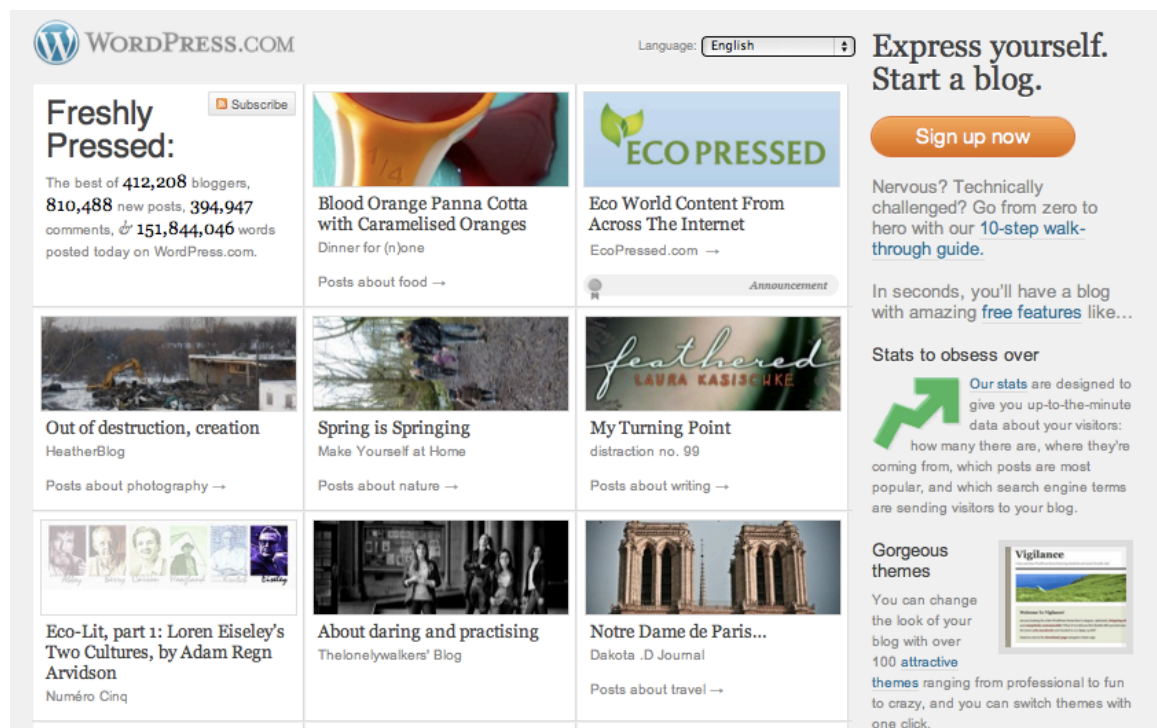 WORDPRESS.COM
Language: English
Express yourself.
Start a blog.
Sign up now
Nervous? Technically
challenged? Go from zero to
hero with our 10-step walk-
through guide.
In seconds, you'll have a blog
with amazing free features like...
Stats to obsess over
Our stats are designed to
give you up-to-the-minute
data about your visitors:
how many there are, where they're
coming from, which posts are most
popular, and which search engine terms
are sending visitors to your blog.
Gorgeous
themes
Vigilance
You can change
the look of your
blog with over
100 attractive
themes ranging from professional to fun
to crazy, and you can switch themes with
one click.
Freshly
Pressed:
Subscribe
The best of 412,208 bloggers,
810,488 new posts, 394,947
comments, & 151,844,046 words
posted today on WordPress.com.
1/4
Blood Orange Panna Cotta
with Caramelised Oranges
Dinner for (n)one
Posts about food →
ECO PRESSED
Eco World Content From
Across The Internet
EcoPressed.com →
Announcement
Out of destruction, creation
HeatherBlog
Posts about photography →
Spring is Springing
Make Yourself at Home
Posts about nature →
feathered
LAURA KASISCHKE
My Turning Point
distraction no. 99
Posts about writing →
Abbey Berry Carson Hoagland Eiseley
Eco-Lit, part 1: Loren Eiseley's
Two Cultures, by Adam Regn
Arvidson
Numéro Cinq
About daring and practising
Thelonelywalkers' Blog
Notre Dame de Paris...
Dakota .D Journal
Posts about travel →